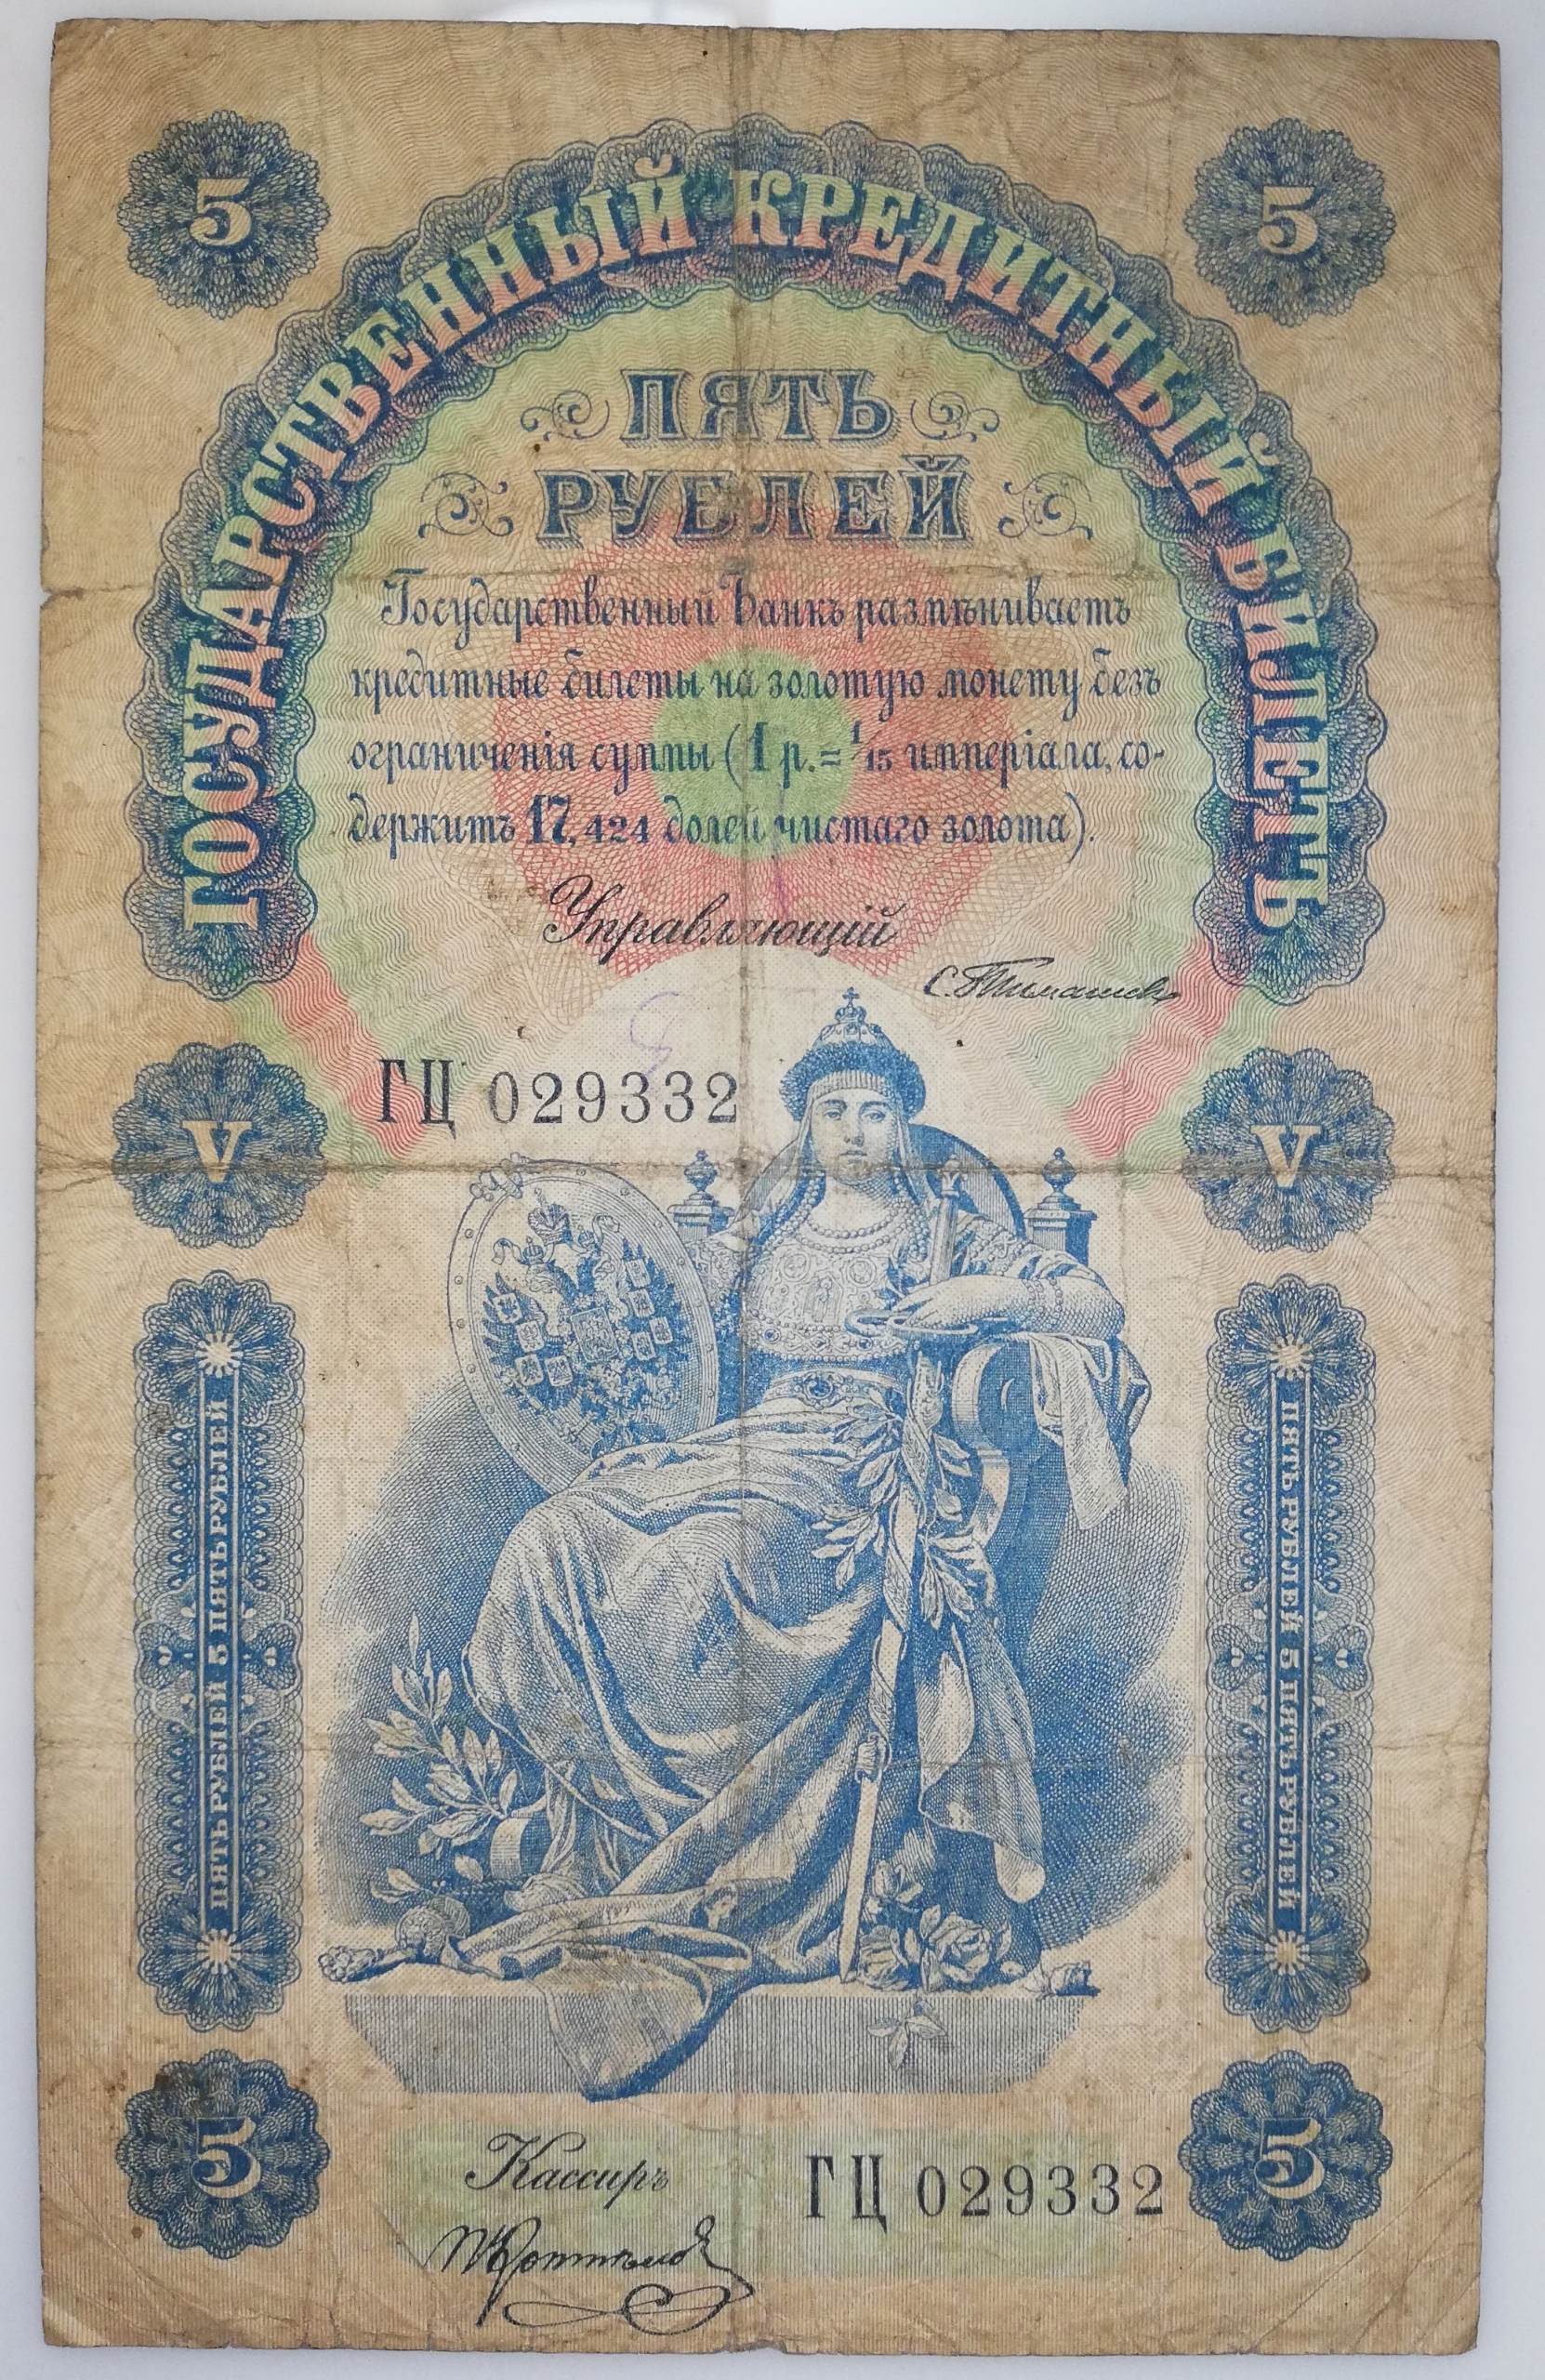 5 5
ГОСУДАРСТВЕННЫЙ КРЕДИТНЫЙ БИЛЕТЪ
ПЯТЬ
РУБЛЕЙ
Государственный Банкъ размѣниваетъ
кредитные билеты на золотую монету безъ
ограниченія суммы (1 р. = 1/15 имперіала, со-
держитъ 17,424 долей чистаго золота).
Управляющій
С. Тимашевъ
ГЦ 029332
V V
ПЯТЬ РУБЛЕЙ 5 ПЯТЬ РУБЛЕЙ
ПЯТЬ РУБЛЕЙ 5 ПЯТЬ РУБЛЕЙ
5 5
Кассиръ
ГЦ 029332